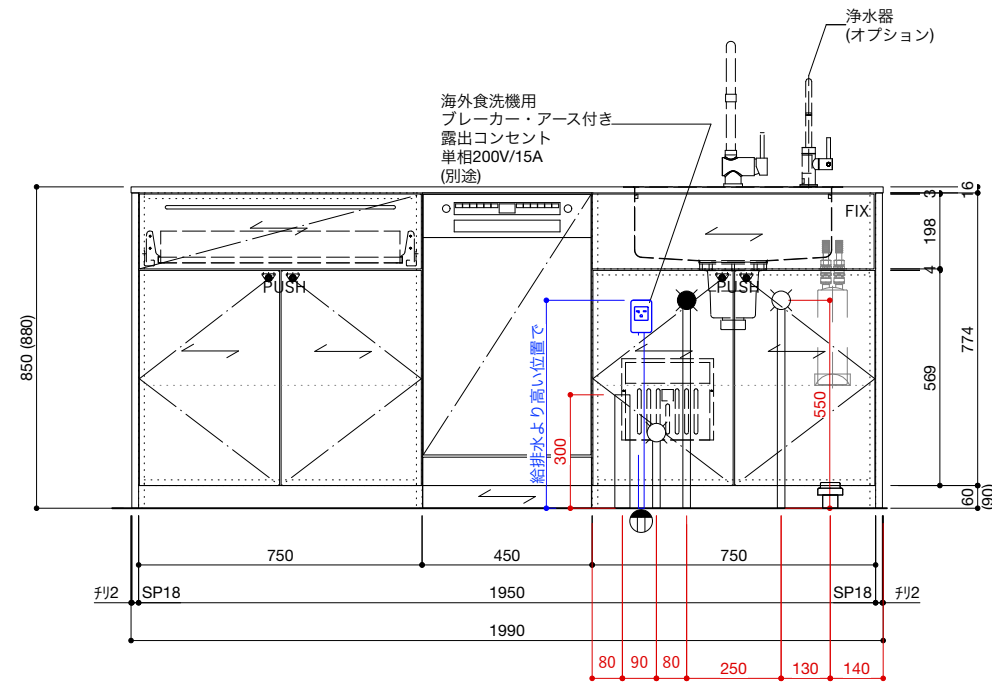 浄水器
(オプション)
海外食洗機用
ブレーカー・アース付き
露出コンセント
単相200V/15A
(別途)
16
3
FIX
198
4
PUSH
PUSH
850 (880)
給排水より高い位置で
300
550
569
774
60
(90)
750
450
750
ﾁﾘ2
SP18
1950
SP18
ﾁﾘ2
1990
80
90
80
250
130
140